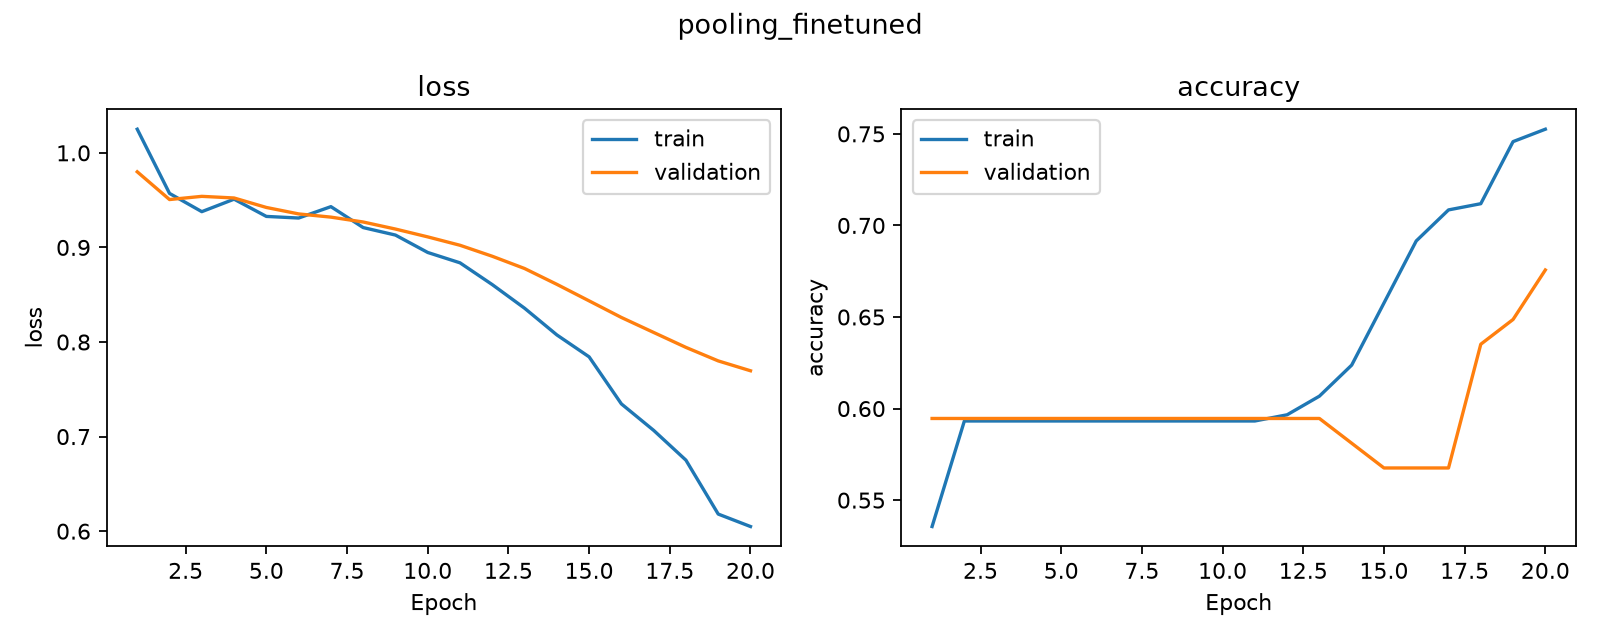 pooling_finetuned
loss
train
validation
1.0
0.9
0.8
0.7
0.6
loss
2.5 5.0 7.5 10.0 12.5 15.0 17.5 20.0
Epoch
accuracy
train
validation
0.75
0.70
0.65
0.60
0.55
accuracy
2.5 5.0 7.5 10.0 12.5 15.0 17.5 20.0
Epoch